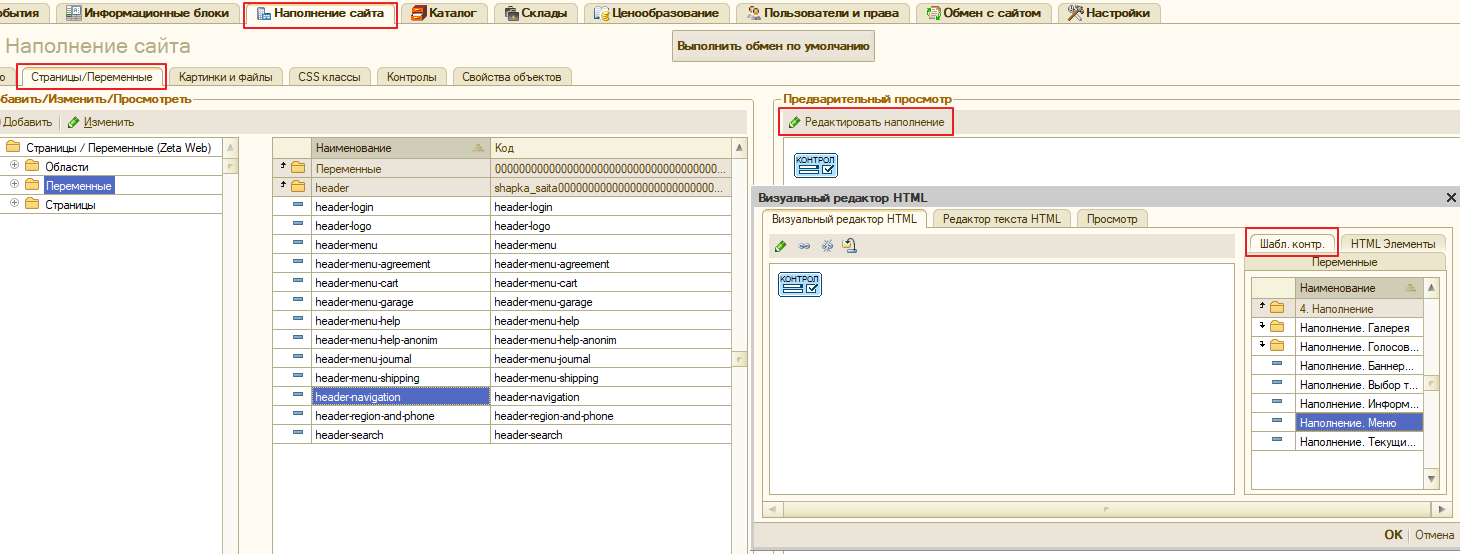 обытия Информационные блоки Наполнение сайта Каталог Склады Ценообразование Пользователи и права Обмен с сайтом Настройки
Наполнение сайта
Выполнить обмен по умолчанию
о Страницы/Переменные Картинки и файлы CSS классы Контролы Свойства объектов
бавить/Изменить/Просмотреть
Добавить Изменить
Страницы / Переменные (Zeta Web)
Области
Переменные
Страницы
Наименование Код
Переменные
header
header-login header-login
header-logo header-logo
header-menu header-menu
header-menu-agreement header-menu-agreement
header-menu-cart header-menu-cart
header-menu-garage header-menu-garage
header-menu-help header-menu-help
header-menu-help-anonim header-menu-help-anonim
header-menu-journal header-menu-journal
header-menu-shipping header-menu-shipping
header-navigation header-navigation
header-region-and-phone header-region-and-phone
header-search header-search
Предварительный просмотр
Редактировать наполнение
КОНТРОЛ
Визуальный редактор HTML
Визуальный редактор HTML Редактор текста HTML Просмотр
КОНТРОЛ
Шабл. контр. HTML Элементы
Переменные
Наименование
4. Наполнение
Наполнение. Галерея
Наполнение. Голосов...
Наполнение. Баннер...
Наполнение. Выбор т...
Наполнение. Информ...
Наполнение. Меню
Наполнение. Текущи...
OK Отмена